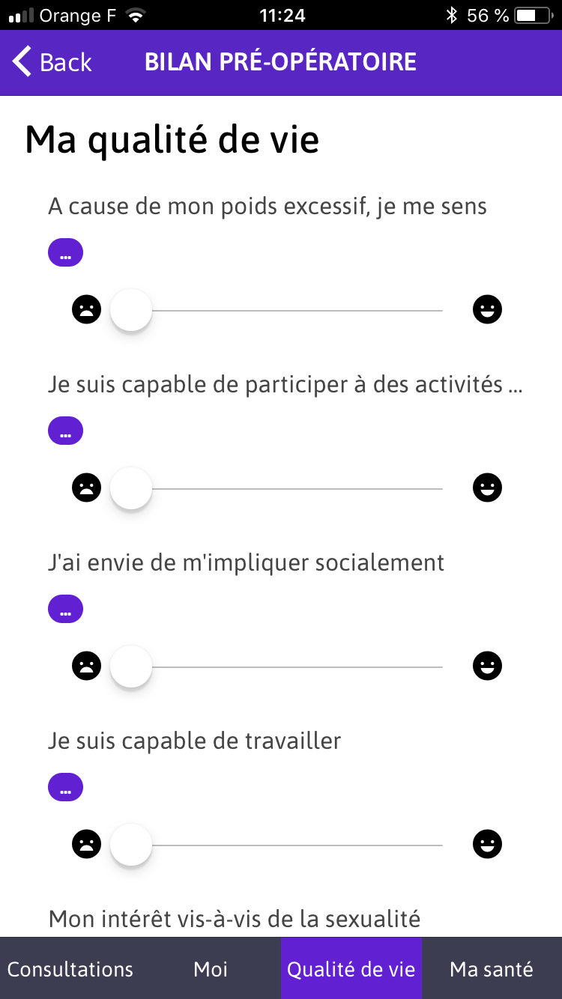 Orange F 11:24 56 %
Back BILAN PRÉ-OPÉRATOIRE
Ma qualité de vie
A cause de mon poids excessif, je me sens
...
Je suis capable de participer à des activités ...
...
J'ai envie de m'impliquer socialement
...
Je suis capable de travailler
...
Mon intérêt vis-à-vis de la sexualité
Consultations Moi Qualité de vie Ma santé